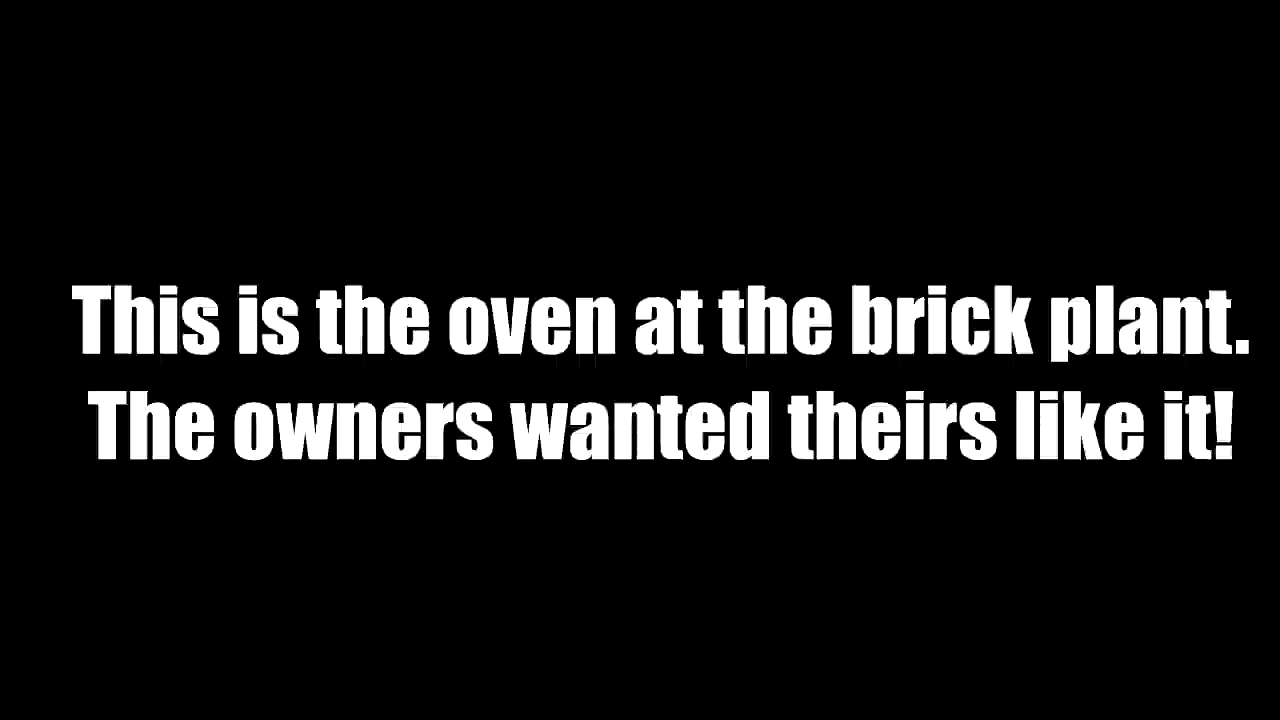 This is the oven at the brick plant.
The owners wanted theirs like it!